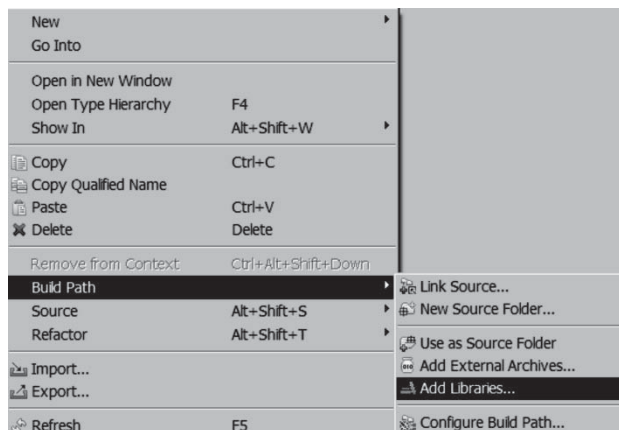 New
Go Into
Open in New Window
Open Type Hierarchy F4
Show In Alt+Shift+W
Copy Ctrl+C
Copy Qualified Name
Paste Ctrl+V
Delete Delete
Remove from Context Ctrl+Alt+Shift+Down
Build Path
Source Alt+Shift+S
Refactor Alt+Shift+T
Import...
Export...
Refresh F5
Link Source...
New Source Folder...
Use as Source Folder
Add External Archives...
Add Libraries...
Configure Build Path...